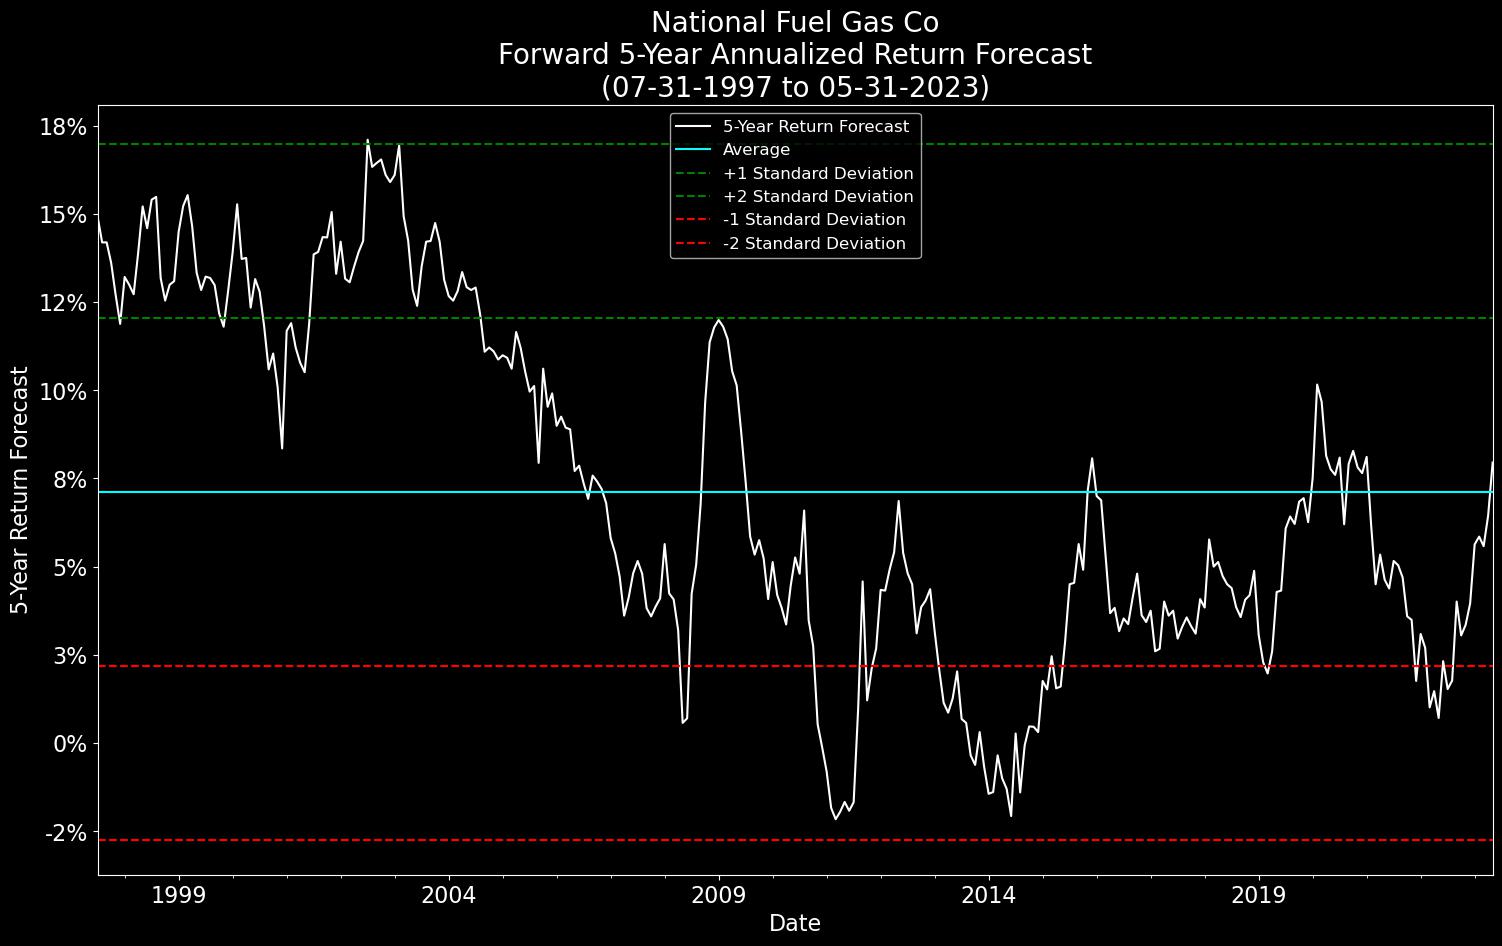 National Fuel Gas Co
Forward 5-Year Annualized Return Forecast
(07-31-1997 to 05-31-2023)
5-Year Return Forecast
Average
+1 Standard Deviation
+2 Standard Deviation
-1 Standard Deviation
-2 Standard Deviation
18%
15%
12%
10%
8%
5%
3%
0%
-2%
5-Year Return Forecast
1999
2004
2009
2014
2019
Date